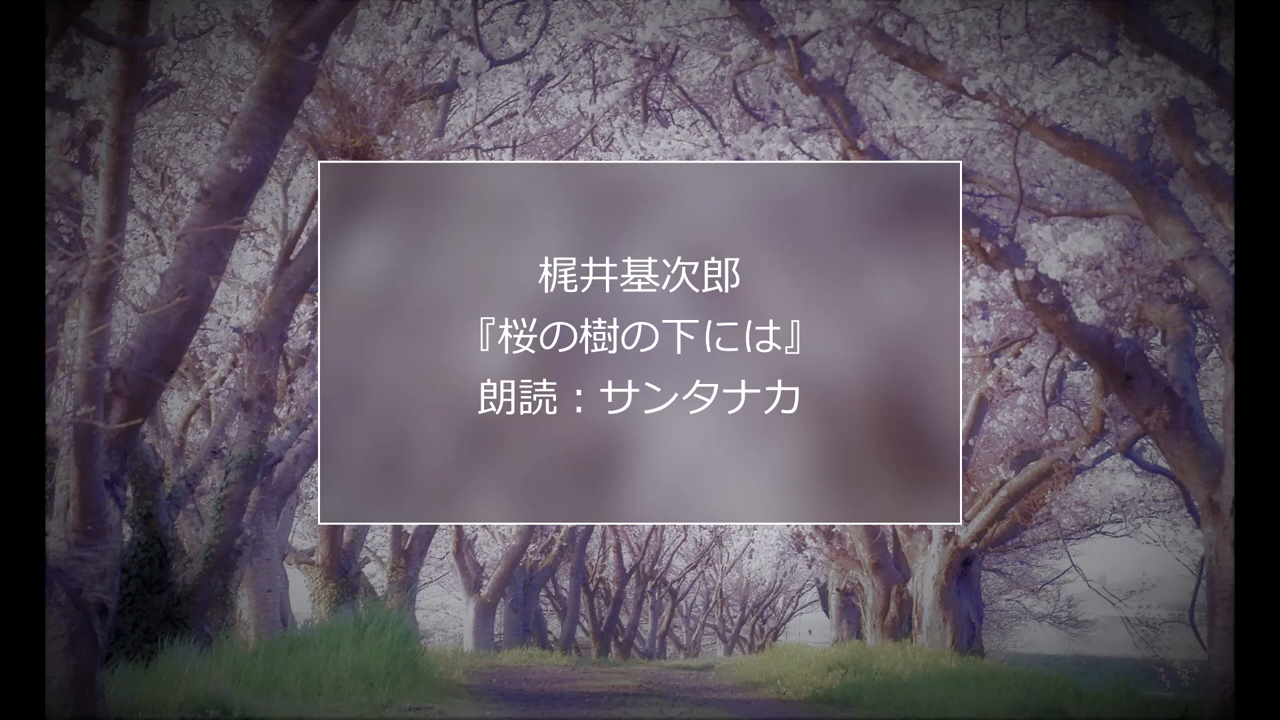 梶井基次郎
『桜の樹の下には』
朗読：サンタナカ